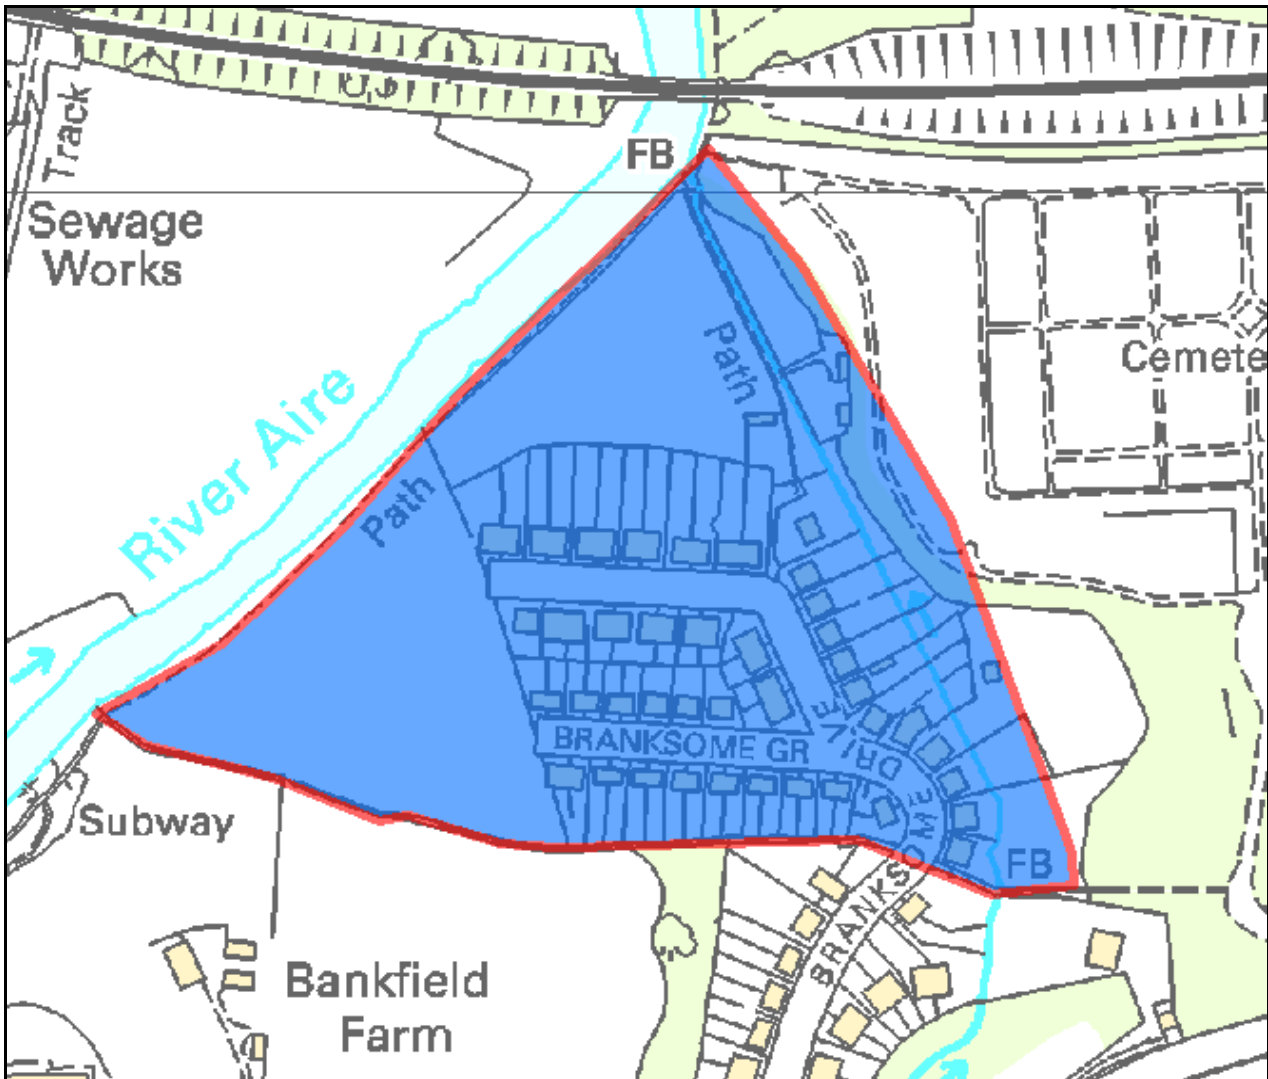 FB
Track
Sewage
Works
Path
Cemete
River Aire
Path
BRANKSOME GR
DRIVE
BRANKSOME
Subway
FB
Bankfield
Farm